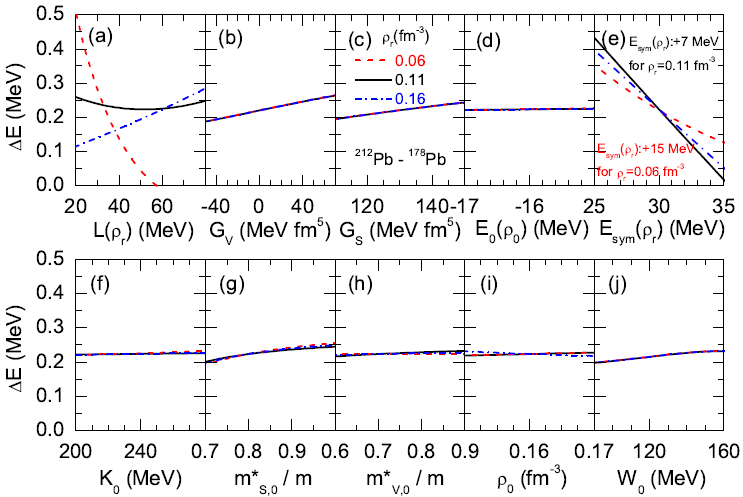 0.5
(a)
(b)
(c)
ρr(fm-3)
(d)
(e)
Esym(ρr):+7 MeV
for ρr=0.11 fm-3
0.4
0.06
0.11
0.16
0.3
ΔE (MeV)
0.2
0.1
212Pb - 178Pb
Esym(ρr):+15 MeV
for ρr=0.06 fm-3
0.0
20 40 60 -40 0 40 80 120 140 -17 -16 25 30 35
L(ρr) (MeV) GV (MeV fm5) GS (MeV fm5) E0(ρ0) (MeV) Esym(ρr) (MeV)
0.5
(f)
(g)
(h)
(i)
(j)
0.4
0.3
ΔE (MeV)
0.2
0.1
0.0
200 240 0.7 0.8 0.9 0.6 0.7 0.8 0.9 0.16 0.17 120 160
K0 (MeV) m*S,0 / m m*V,0 / m ρ0 (fm-3) W0 (MeV)